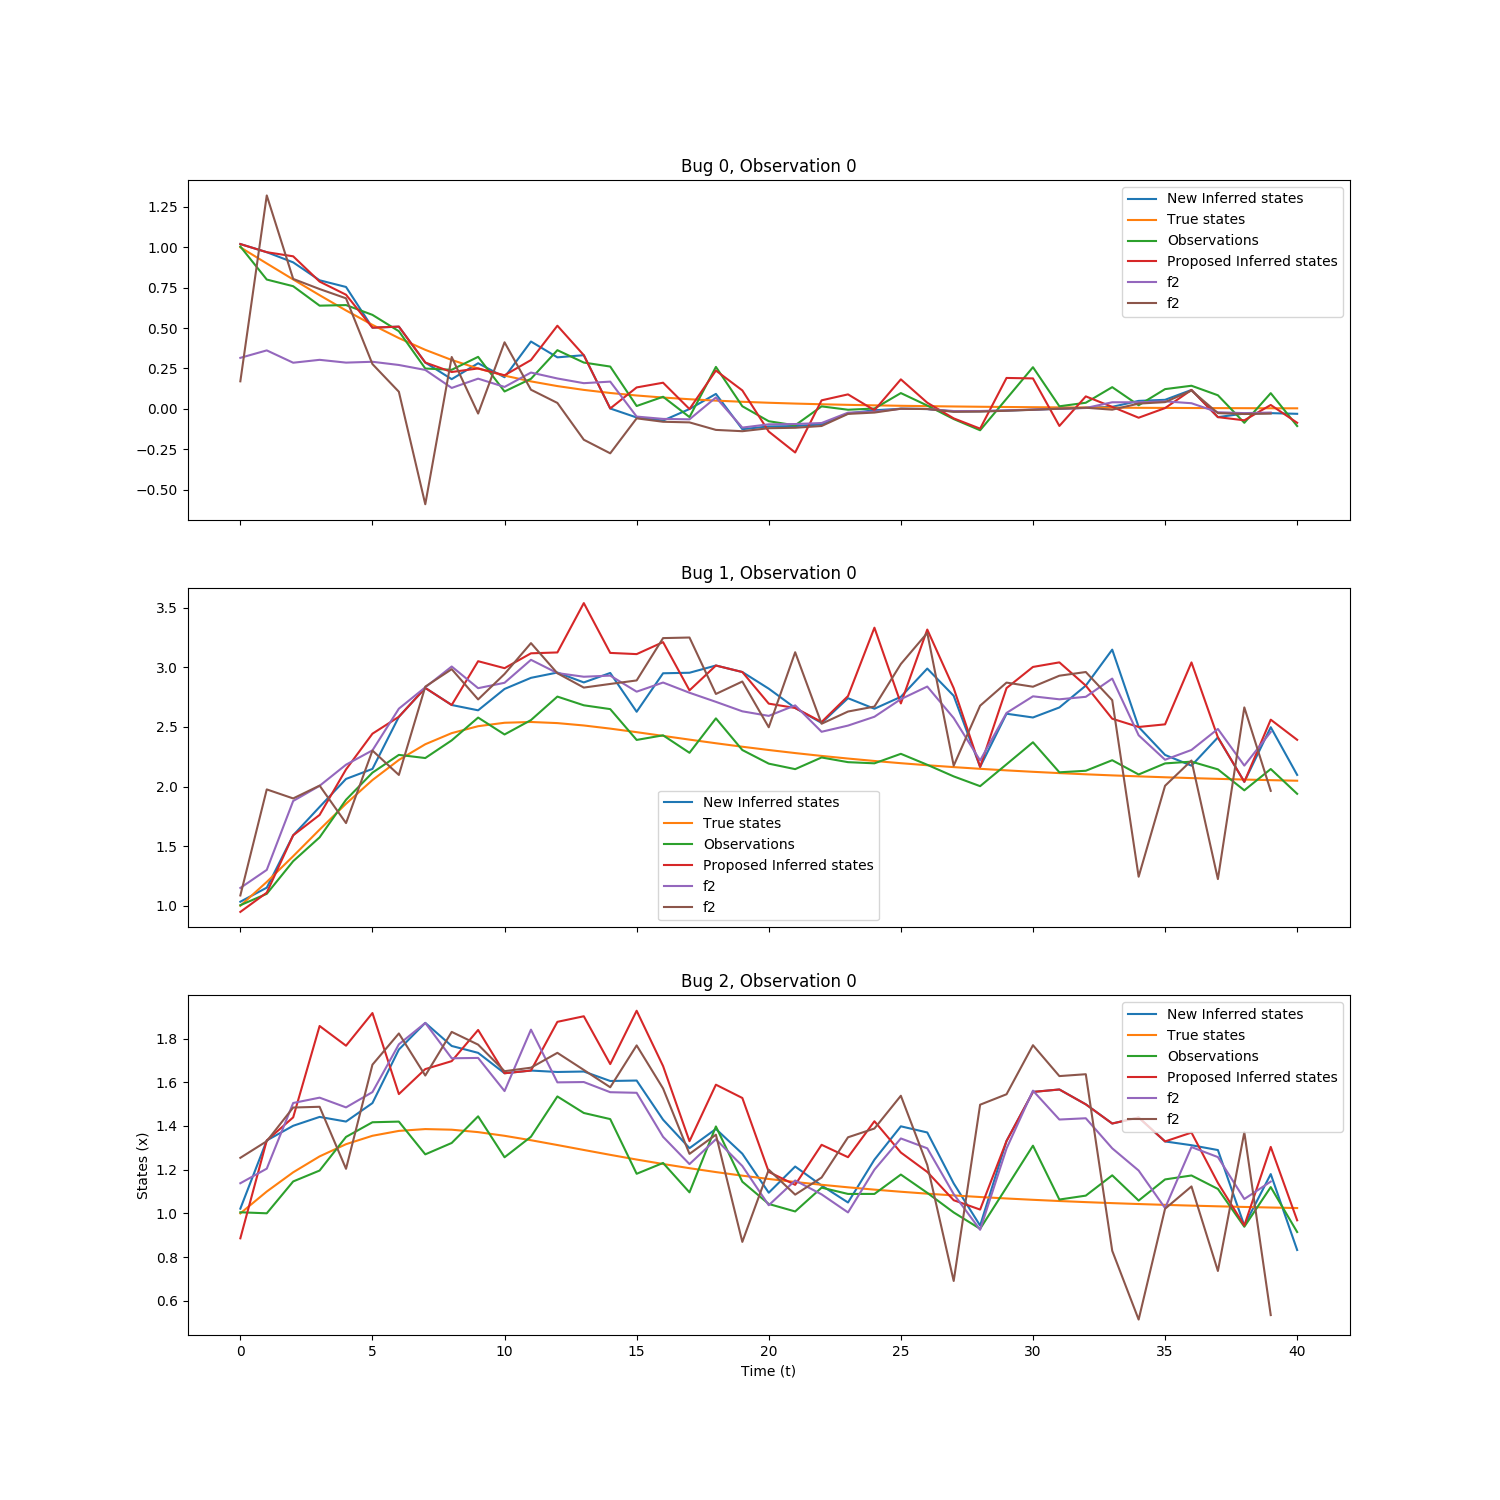 Bug 0, Observation 0
1.25
1.00
0.75
0.50
0.25
0.00
−0.25
−0.50
New Inferred states
True states
Observations
Proposed Inferred states
f2
f2
Bug 1, Observation 0
3.5
3.0
2.5
2.0
1.5
1.0
New Inferred states
True states
Observations
Proposed Inferred states
f2
f2
Bug 2, Observation 0
States (x)
1.8
1.6
1.4
1.2
1.0
0.8
0.6
New Inferred states
True states
Observations
Proposed Inferred states
f2
f2
0 5 10 15 20 25 30 35 40
Time (t)